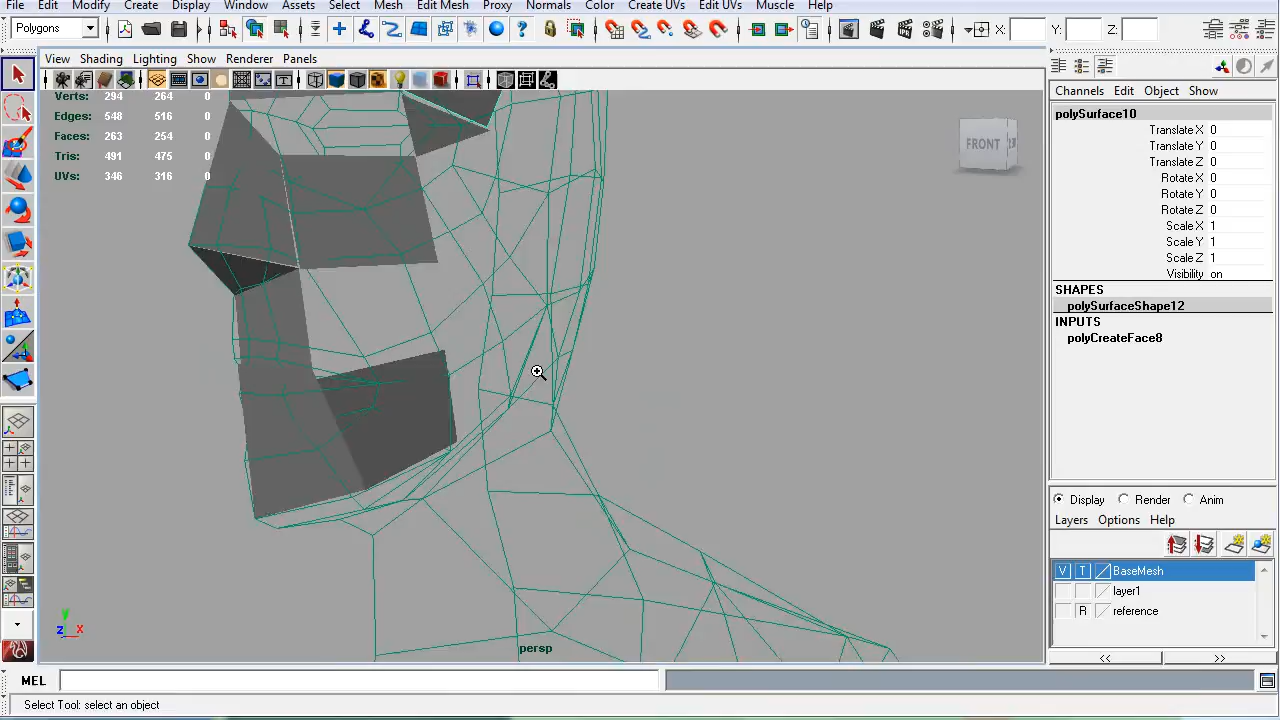 File Edit Modify Create Display Window Assets Select Mesh Edit Mesh Proxy Normals Color Create UVs Edit UVs Muscle Help
Polygons X: Y: Z:
View Shading Lighting Show Renderer Panels
Channels Edit Object Show
Verts: 294 264 0
Edges: 548 516 0
Faces: 263 254 0
Tris: 491 475 0
UVs: 346 316 0
FRONT
polySurface10
Translate X 0
Translate Y 0
Translate Z 0
Rotate X 0
Rotate Y 0
Rotate Z 0
Scale X 1
Scale Y 1
Scale Z 1
Visibility on
SHAPES
polySurfaceShape12
INPUTS
polyCreateFace8
Display Render Anim
Layers Options Help
V T BaseMesh
layer1
R reference
<< >>
y
z x
persp
MEL
Select Tool: select an object